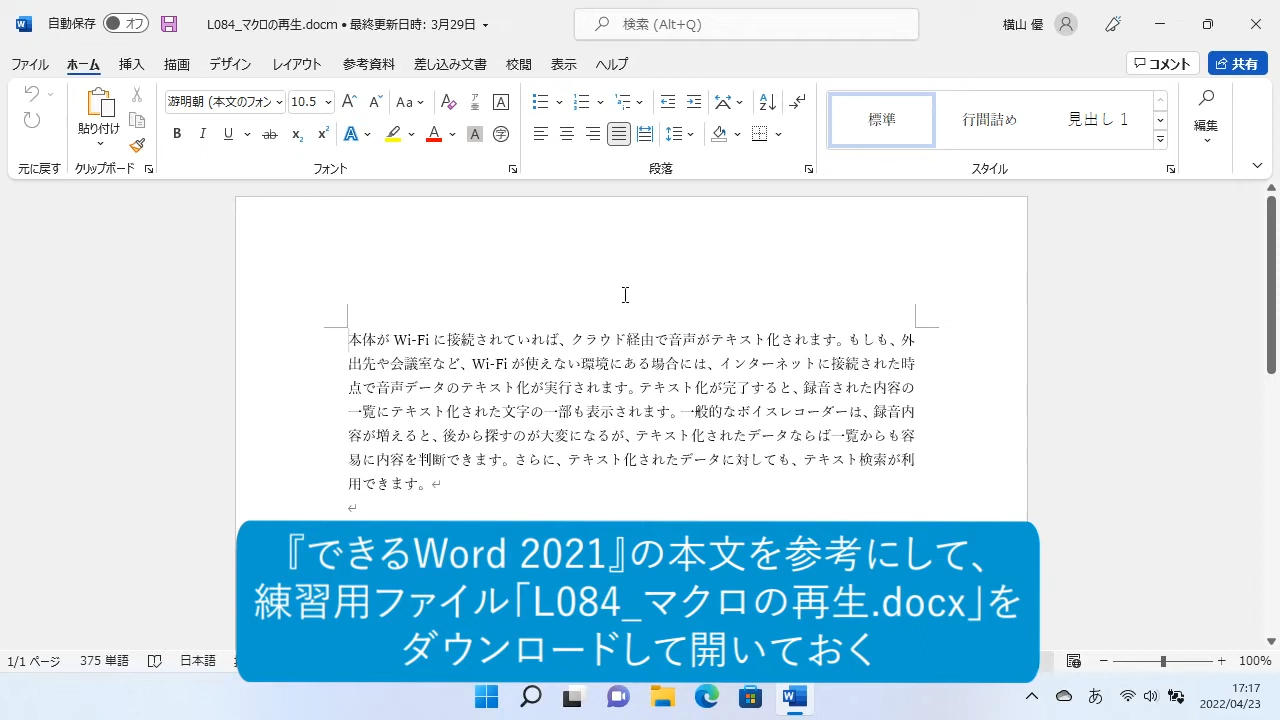 自動保存 オフ L084_マクロの再生.docm • 最終更新日時: 3月29日 検索 (Alt+Q) 横山 優
ファイル ホーム 挿入 描画 デザイン レイアウト 参考資料 差し込み文書 校閲 表示 ヘルプ コメント 共有
貼り付け 游明朝 (本文のフォン 10.5 標準 行間詰め 見出し 1 編集
元に戻す クリップボード フォント 段落 スタイル
本体が Wi-Fi に接続されていれば、クラウド経由で音声がテキスト化されます。もしも、外
出先や会議室など、Wi-Fi が使えない環境にある場合には、インターネットに接続された時
点で音声データのテキスト化が実行されます。テキスト化が完了すると、録音された内容の
一覧にテキスト化された文字の一部も表示されます。一般的なボイスレコーダーは、録音内
容が増えると、後から探すのが大変になるが、テキスト化されたデータならば一覧からも容
易に内容を判断できます。さらに、テキスト化されたデータに対しても、テキスト検索が利
用できます。
『できるWord 2021』の本文を参考にして、
練習用ファイル「L084_マクロの再生.docx」を
ダウンロードして開いておく
1/1 ページ 375 単語 日本語 100%
あ 17:17
2022/04/23